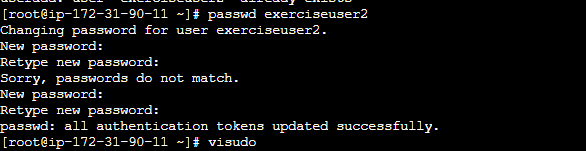 [root@ip-172-31-90-11 ~]# passwd exerciseuser2
Changing password for user exerciseuser2.
New password:
Retype new password:
Sorry, passwords do not match.
New password:
Retype new password:
passwd: all authentication tokens updated successfully.
[root@ip-172-31-90-11 ~]# visudo